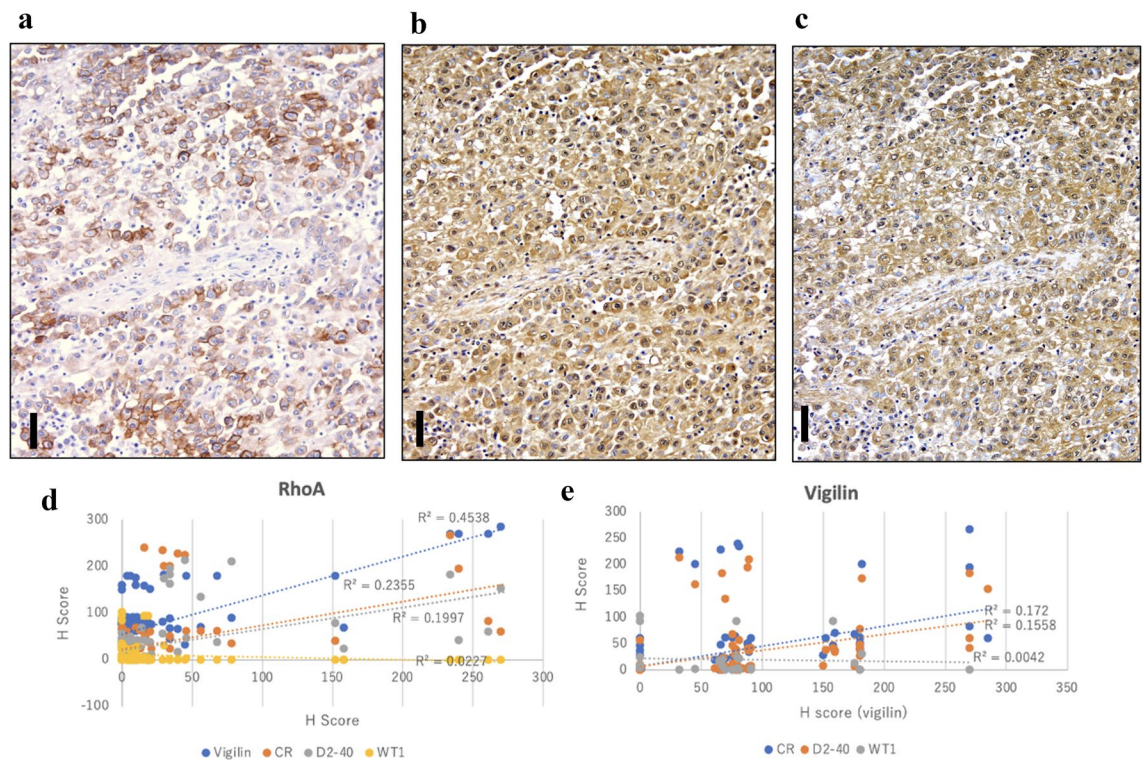 a
b
c
d
RhoA
R² = 0.4538
R² = 0.2355
R² = 0.1997
R² = 0.0227
300
200
100
0
-100
0
50
100
150
200
250
300
H Score
H Score
Vigilin CR D2-40 WT1
e
Vigilin
300
250
200
150
100
50
0
R² = 0.172
R² = 0.1558
R² = 0.0042
0
50
100
150
200
250
300
350
H Score
H score (vigilin)
CR D2-40 WT1